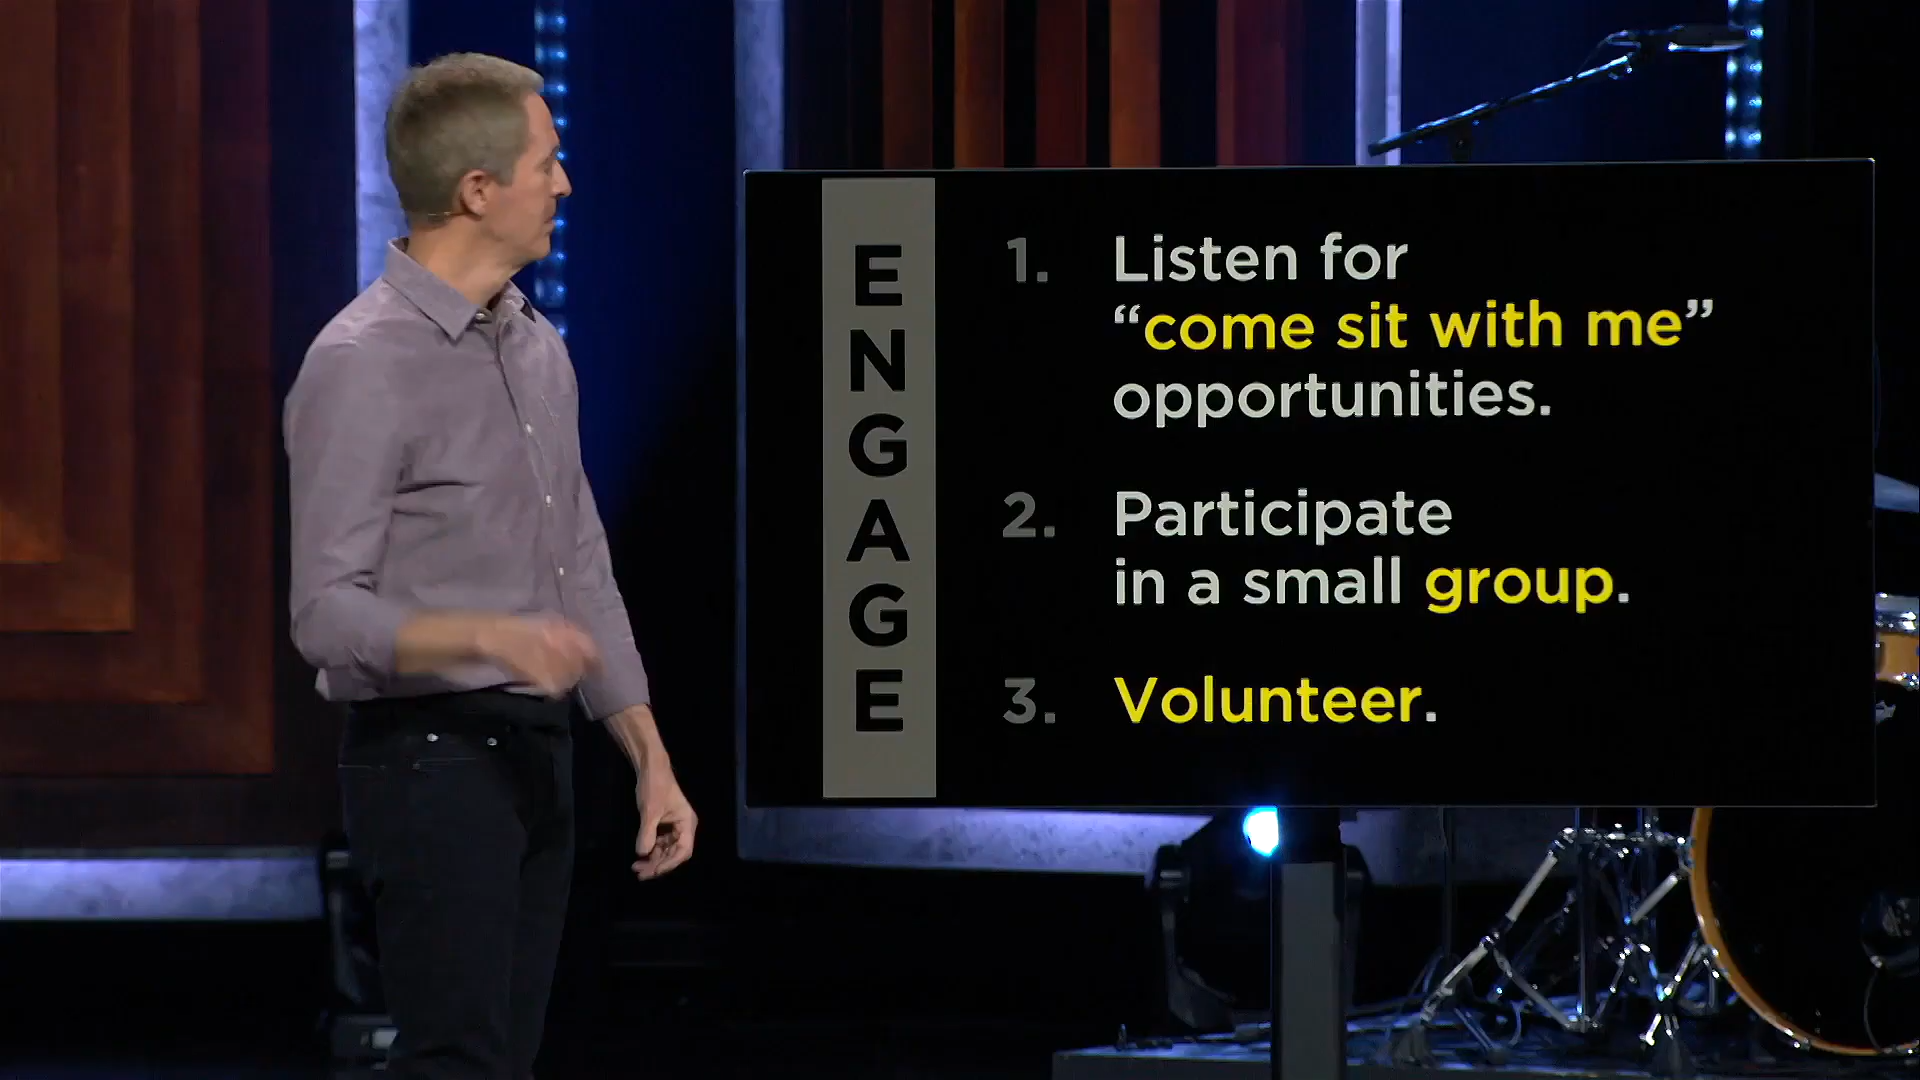 ENGAGE
1. Listen for
“come sit with me”
opportunities.
2. Participate
in a small group.
3. Volunteer.